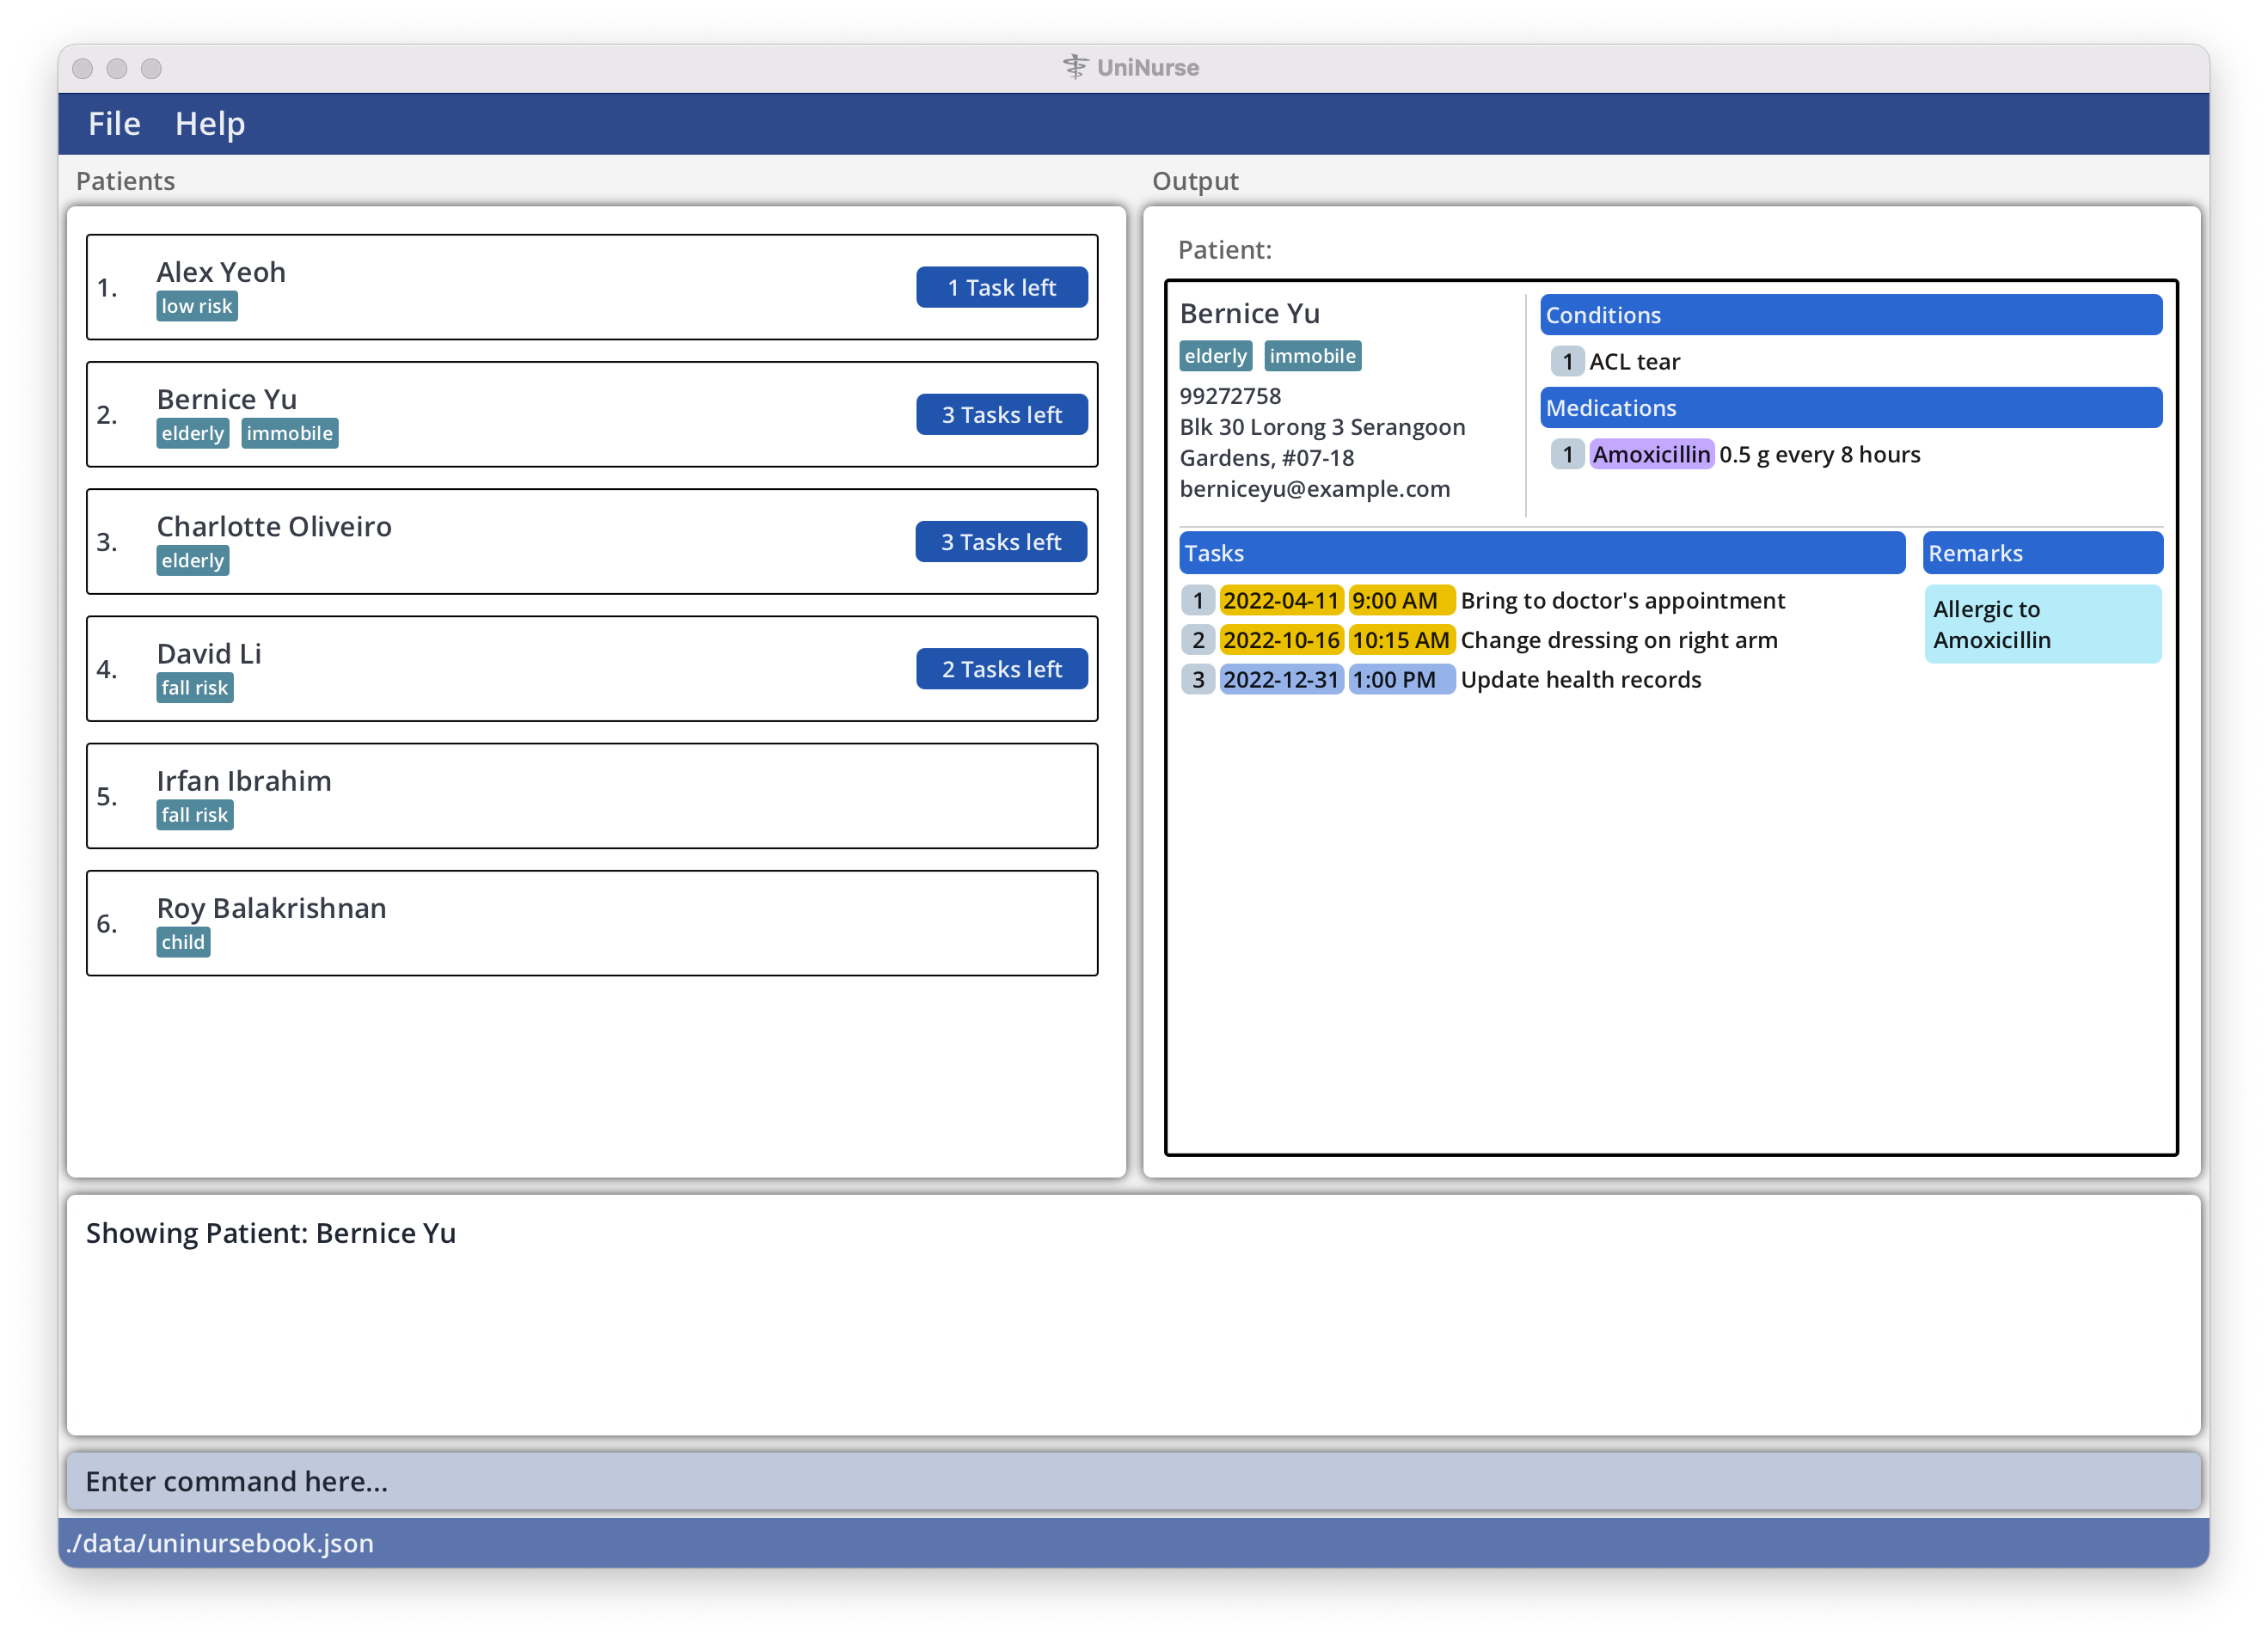 UniNurse
File Help
Patients
1. Alex Yeoh
low risk
1 Task left
2. Bernice Yu
elderly immobile
3 Tasks left
3. Charlotte Oliveiro
elderly
3 Tasks left
4. David Li
fall risk
2 Tasks left
5. Irfan Ibrahim
fall risk
6. Roy Balakrishnan
child
Output
Patient:
Bernice Yu
elderly immobile
99272758
Blk 30 Lorong 3 Serangoon
Gardens, #07-18
berniceyu@example.com
Conditions
1 ACL tear
Medications
1 Amoxicillin 0.5 g every 8 hours
Tasks
1 2022-04-11 9:00 AM Bring to doctor's appointment
2 2022-10-16 10:15 AM Change dressing on right arm
3 2022-12-31 1:00 PM Update health records
Remarks
Allergic to
Amoxicillin
Showing Patient: Bernice Yu
Enter command here...
./data/uninursebook.json